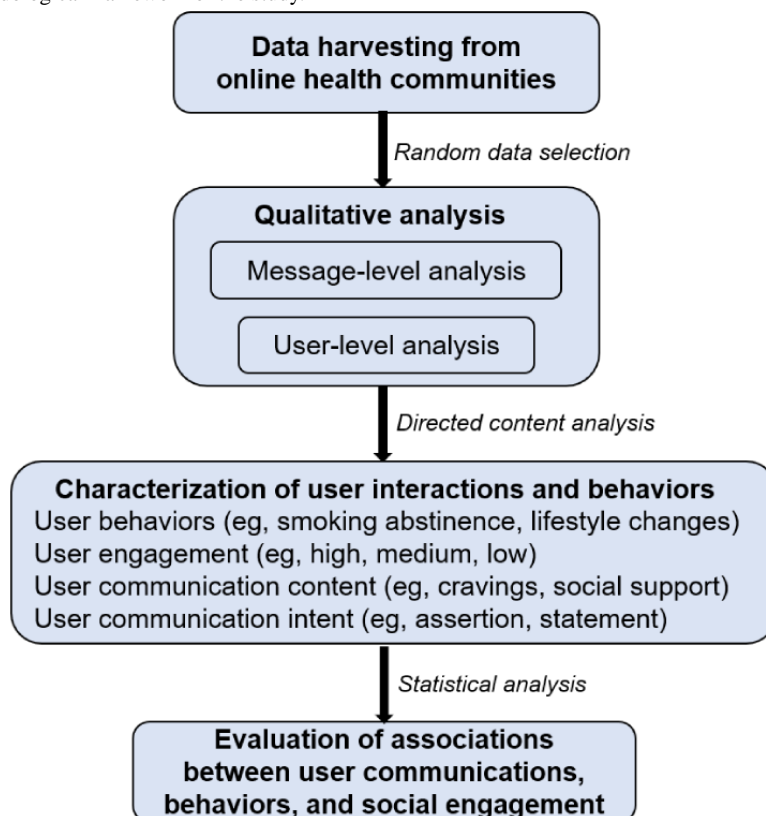 Data harvesting from
online health communities
Random data selection
Qualitative analysis
Message-level analysis
User-level analysis
Directed content analysis
Characterization of user interactions and behaviors
User behaviors (eg, smoking abstinence, lifestyle changes)
User engagement (eg, high, medium, low)
User communication content (eg, cravings, social support)
User communication intent (eg, assertion, statement)
Statistical analysis
Evaluation of associations
between user communications,
behaviors, and social engagement